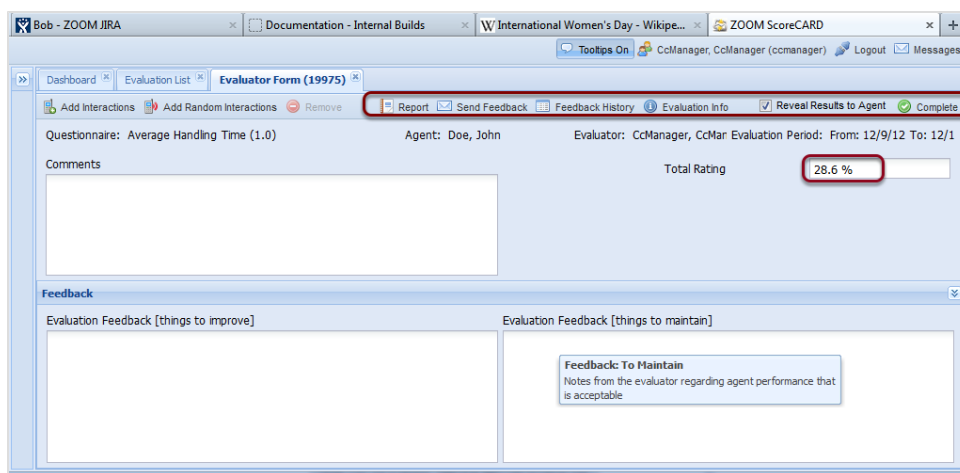 Bob - ZOOM JIRA Documentation - Internal Builds International Women's Day - Wikipe... ZOOM ScoreCARD
Tooltips On CcManager, CcManager (ccmanager) Logout Messages
Dashboard Evaluation List Evaluator Form (19975)
Add Interactions Add Random Interactions Remove Report Send Feedback Feedback History Evaluation Info Reveal Results to Agent Complete
Questionnaire: Average Handling Time (1.0) Agent: Doe, John Evaluator: CcManager, CcMar Evaluation Period: From: 12/9/12 To: 12/1
Comments Total Rating 28.6 %
Feedback
Evaluation Feedback [things to improve] Evaluation Feedback [things to maintain]
Feedback: To Maintain
Notes from the evaluator regarding agent performance that
is acceptable